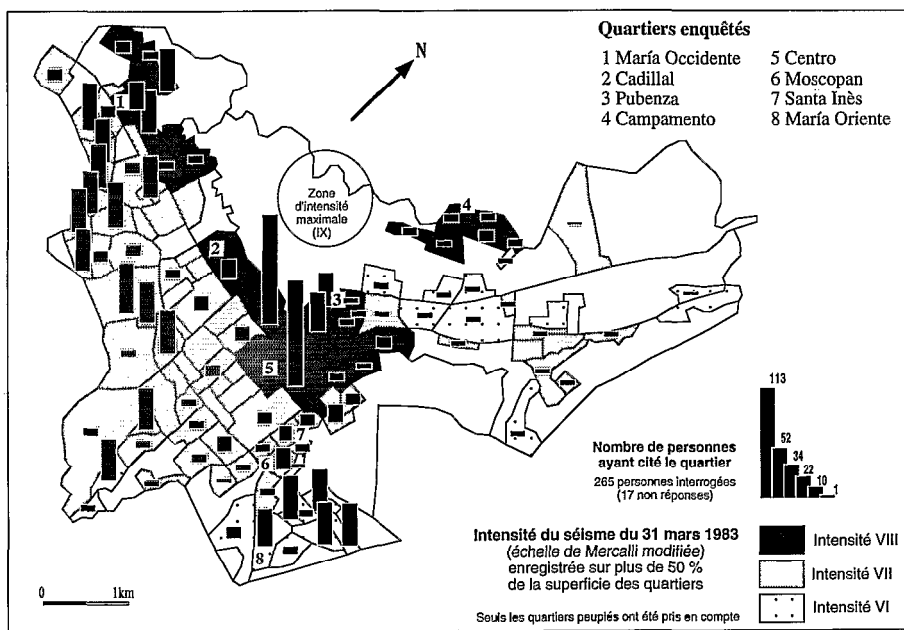 Quartiers enquêtés
1 María Occidente
2 Cadillal
3 Pubenza
4 Campamento
5 Centro
6 Moscopan
7 Santa Inès
8 María Oriente
N
Zone
d'intensité
maximale
(IX)
1
2
3
4
5
6
7
8
Nombre de personnes
ayant cité le quartier
265 personnes interrogées
(17 non réponses)
113
52
34
22
10
1
Intensité du séisme du 31 mars 1983
(échelle de Mercalli modifiée)
enregistrée sur plus de 50 %
de la superficie des quartiers
Seuls les quartiers peuplés ont été pris en compte
Intensité VIII
Intensité VII
Intensité VI
0 1km